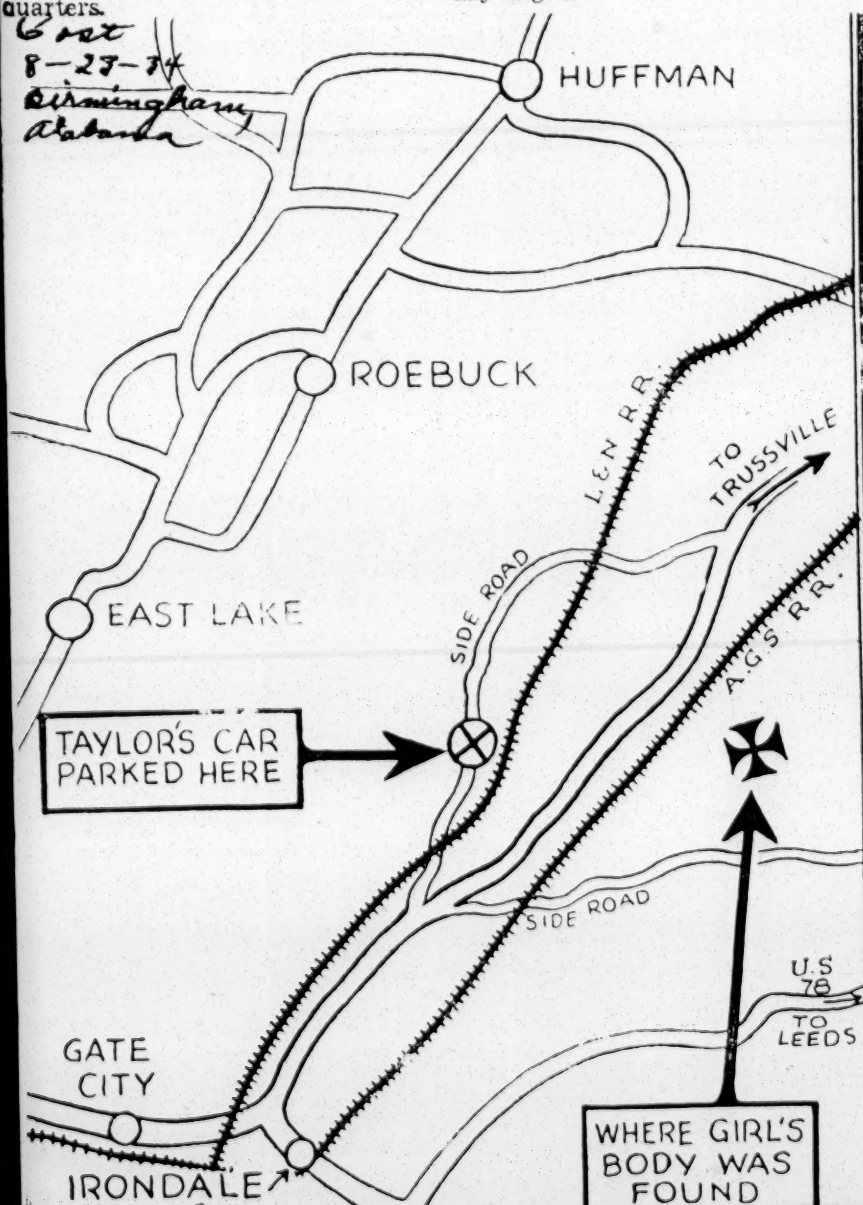 quarters.
Post
8-23-34
Birmingham,
Alabama
HUFFMAN
ROEBUCK
L & N R.R.
TO
TRUSSVILLE
SIDE ROAD
EAST LAKE
A.G.S R.R.
TAYLOR'S CAR
PARKED HERE
SIDE ROAD
U.S
78
TO
LEEDS
GATE
CITY
WHERE GIRL'S
BODY WAS
FOUND
IRONDALE